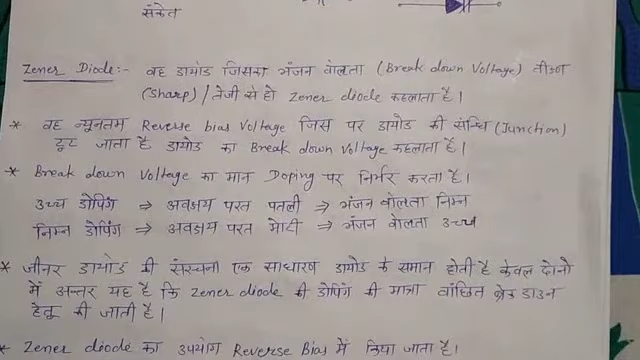 संकेत
Zener Diode:- वह डायोड जिसका भंजन वोल्टता (Break down Voltage) तीक्ष्ण
(Sharp) / तेजी से हो Zener diode कहलाता है।
* वह न्यूनतम Reverse bias Voltage जिस पर डायोड की संन्धि (Junction)
टूट जाता है डायोड का Break down Voltage कहलाता है।
* Break down Voltage का मान Doping पर निर्भर करता है।
उच्च डोपिंग ⇒ अवक्षय परत पतली ⇒ भंजन वोल्टता निम्न
निम्न डोपिंग ⇒ अवक्षय परत मोटी ⇒ भंजन वोल्टता उच्च
* जीनर डायोड की संरचना एक साधारण डायोड के समान होती है केवल दोनो
में अन्तर यह है कि Zener diode की डोपिंग की मात्रा वांछित ब्रेक डाउन
हेतू की जाती है।
* Zener diode का उपयोग Reverse Bias में किया जाता है।